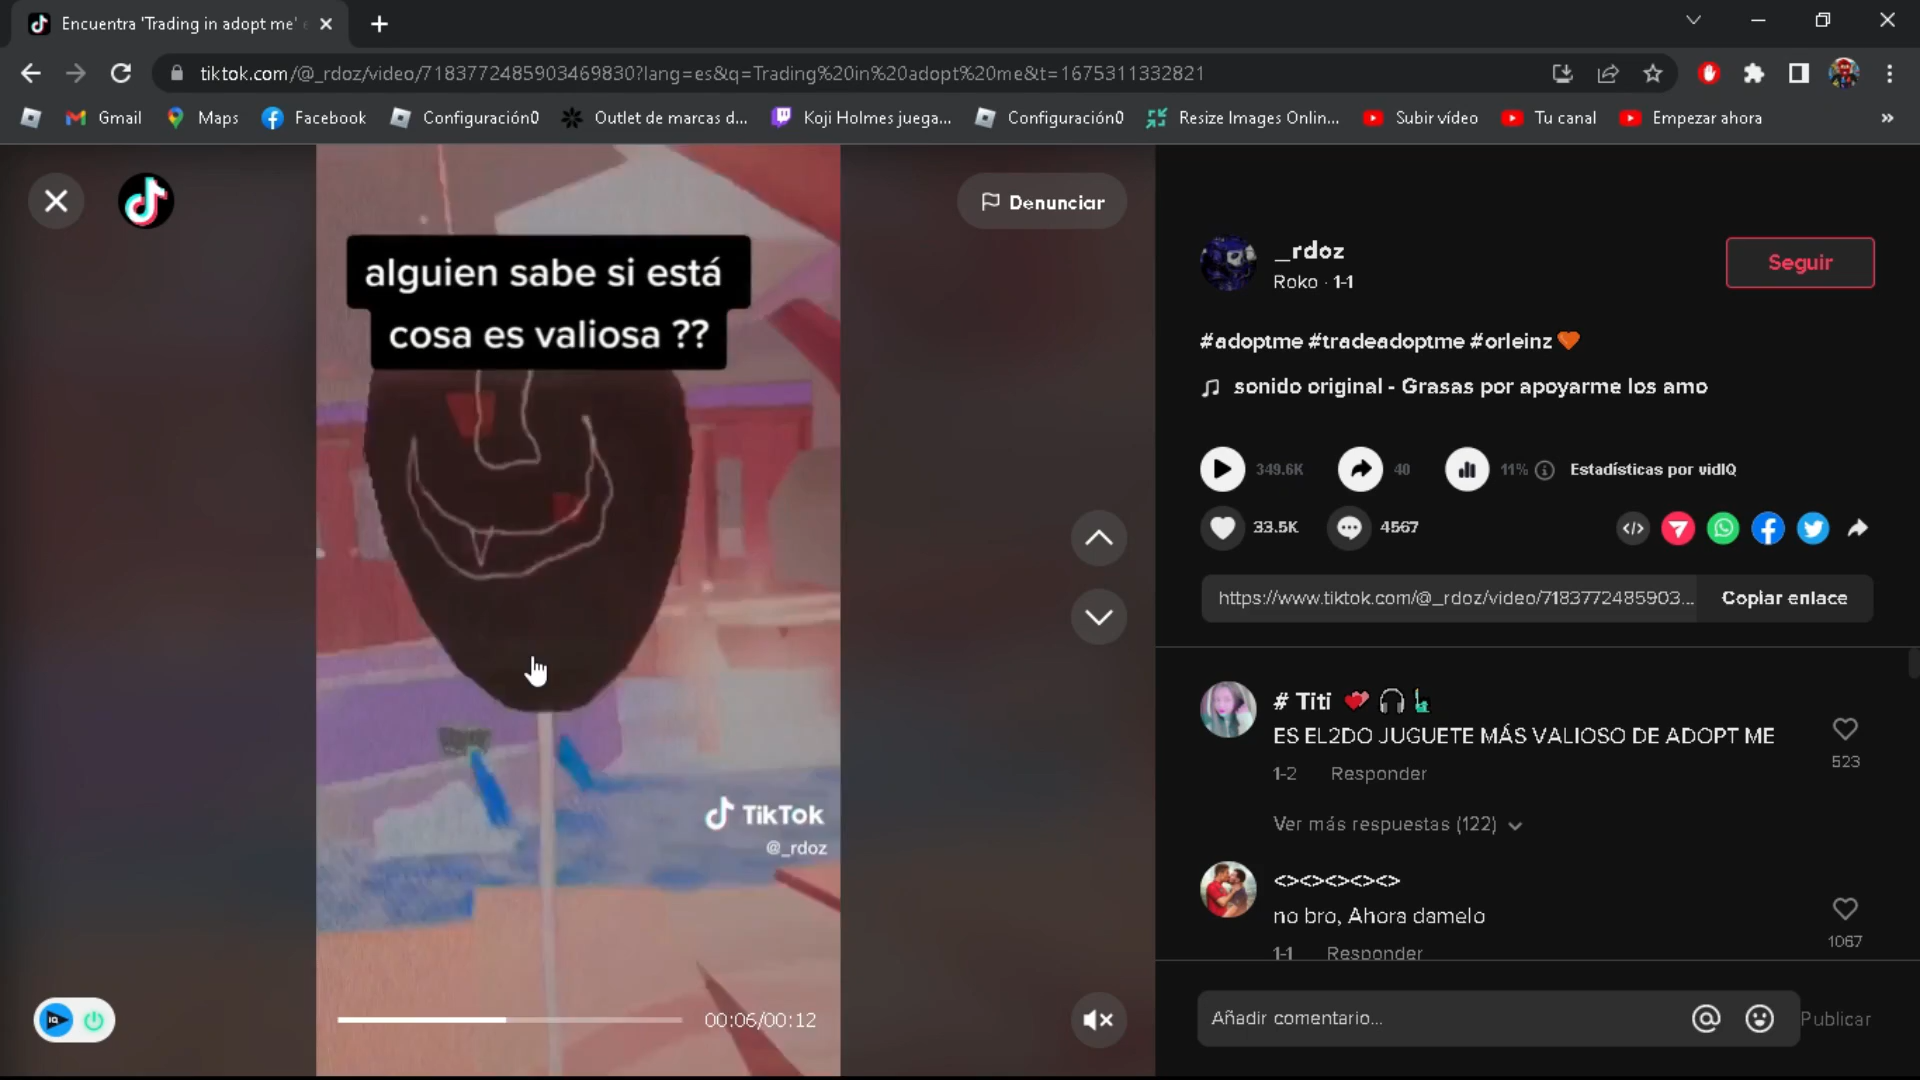 Encuentra 'Trading in adopt me'
tiktok.com/@_rdoz/video/7183772485903469830?lang=es&q=Trading%20in%20adopt%20me&t=1675311332821
Gmail
Maps
Facebook
Configuración0
Outlet de marcas d...
Koji Holmes juega...
Configuración0
Resize Images Onlin...
Subir vídeo
Tu canal
Empezar ahora
»
Denunciar
alguien sabe si está
cosa es valiosa ??
TikTok
@_rdoz
00:06/00:12
_rdoz
Roko · 1-1
Seguir
#adoptme #tradeadoptme #orleinz 🧡
sonido original - Grasas por apoyarme los amo
349.6K
40
11%
Estadísticas por vidIQ
33.5K
4567
https://www.tiktok.com/@_rdoz/video/718377248590З...
Copiar enlace
# Titi
ES EL2DO JUGUETE MÁS VALIOSO DE ADOPT ME
523
1-2 Responder
Ver más respuestas (122)
<><><><><>
no bro, Ahora damelo
1067
1-1 Responder
Añadir comentario...
Publicar
IQ